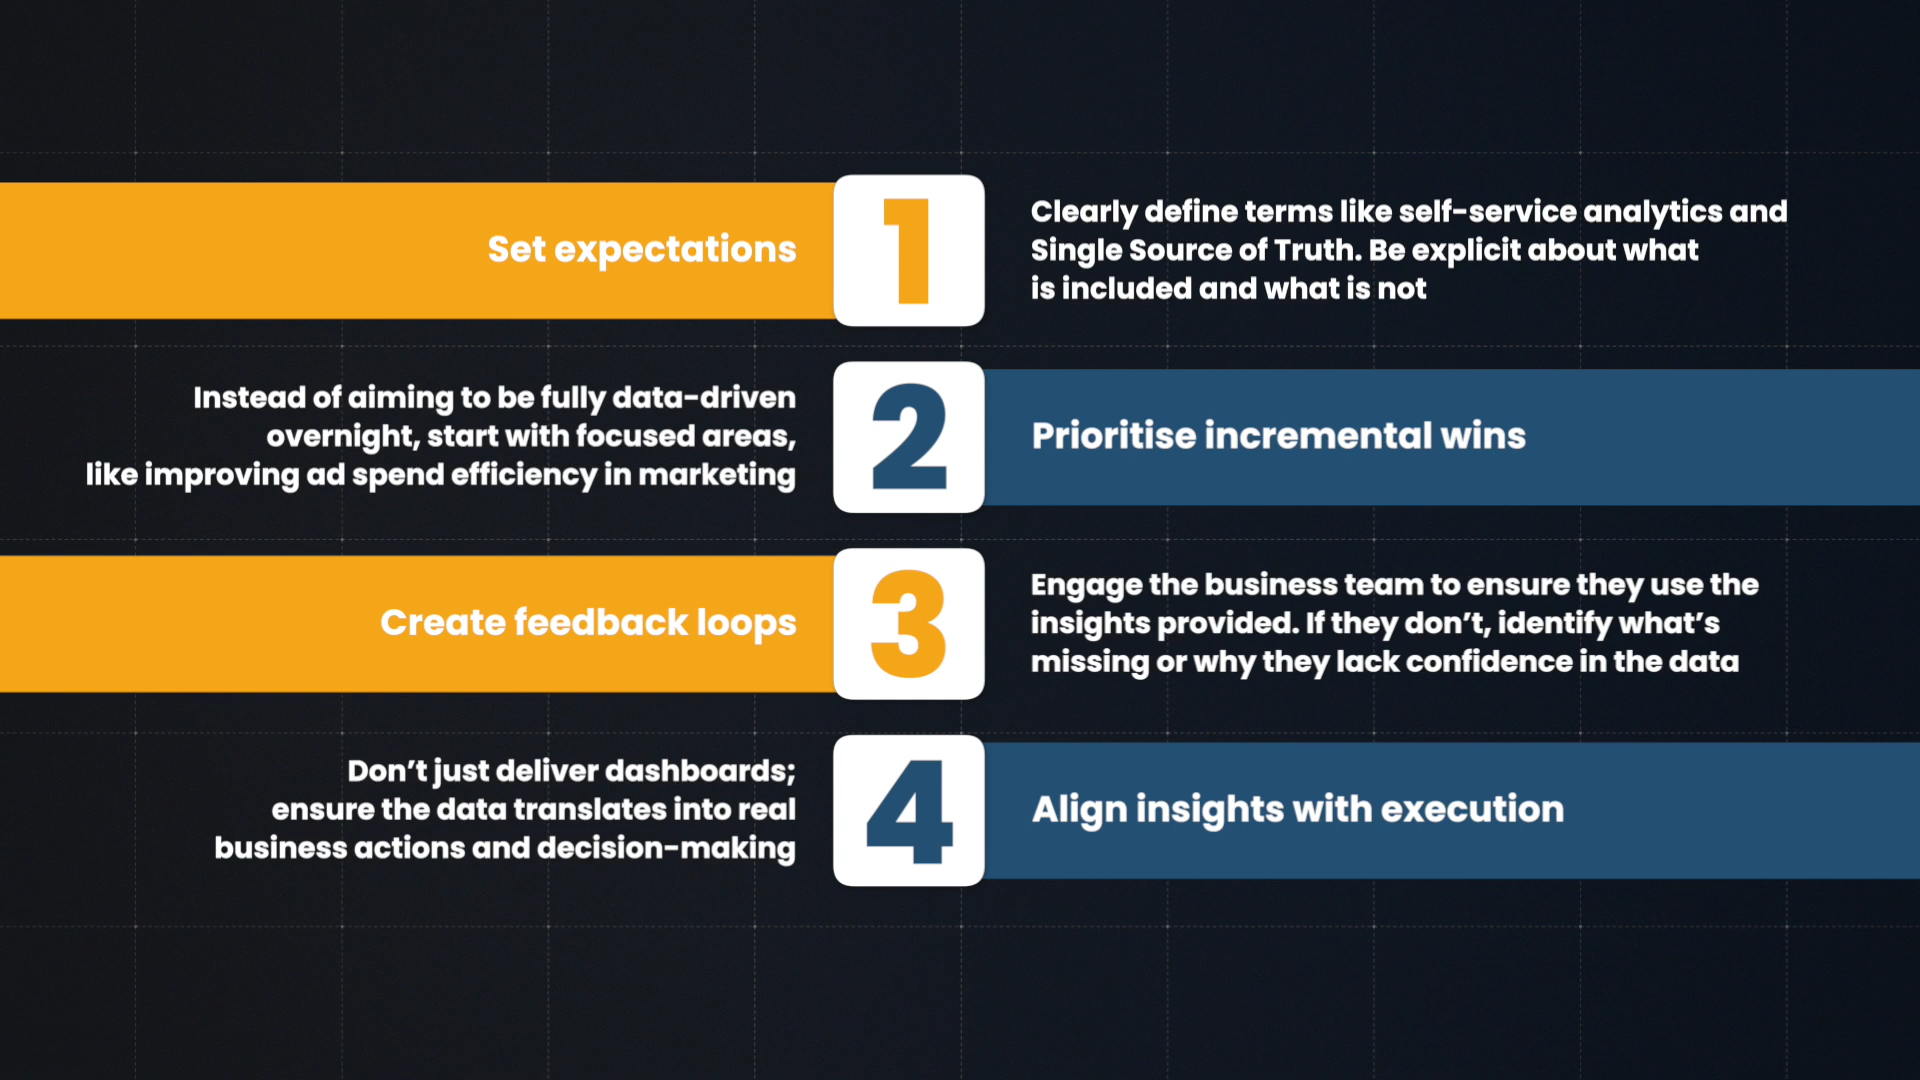 Set expectations
1
Clearly define terms like self-service analytics and
Single Source of Truth. Be explicit about what
is included and what is not
Instead of aiming to be fully data-driven
overnight, start with focused areas,
like improving ad spend efficiency in marketing
2
Prioritise incremental wins
Create feedback loops
3
Engage the business team to ensure they use the
insights provided. If they don’t, identify what’s
missing or why they lack confidence in the data
Don’t just deliver dashboards;
ensure the data translates into real
business actions and decision-making
4
Align insights with execution